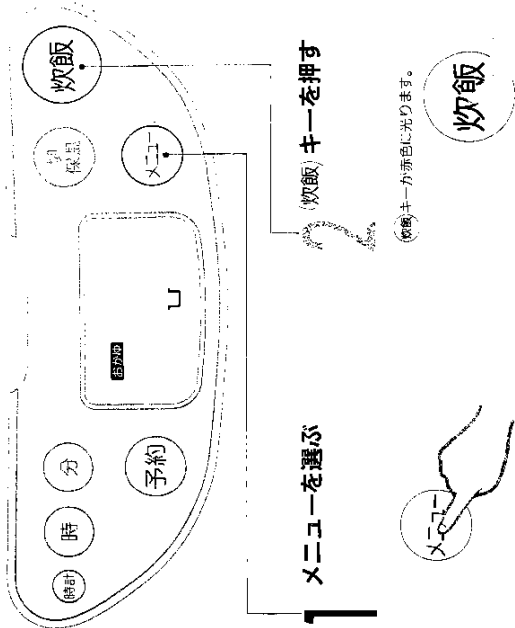 時計
時
分
予約
おかゆ
メニュー
保温
炊飯
1 メニューを選ぶ
メニュー
2 炊飯 キーを押す
炊飯キーが赤色に光ります。
炊飯